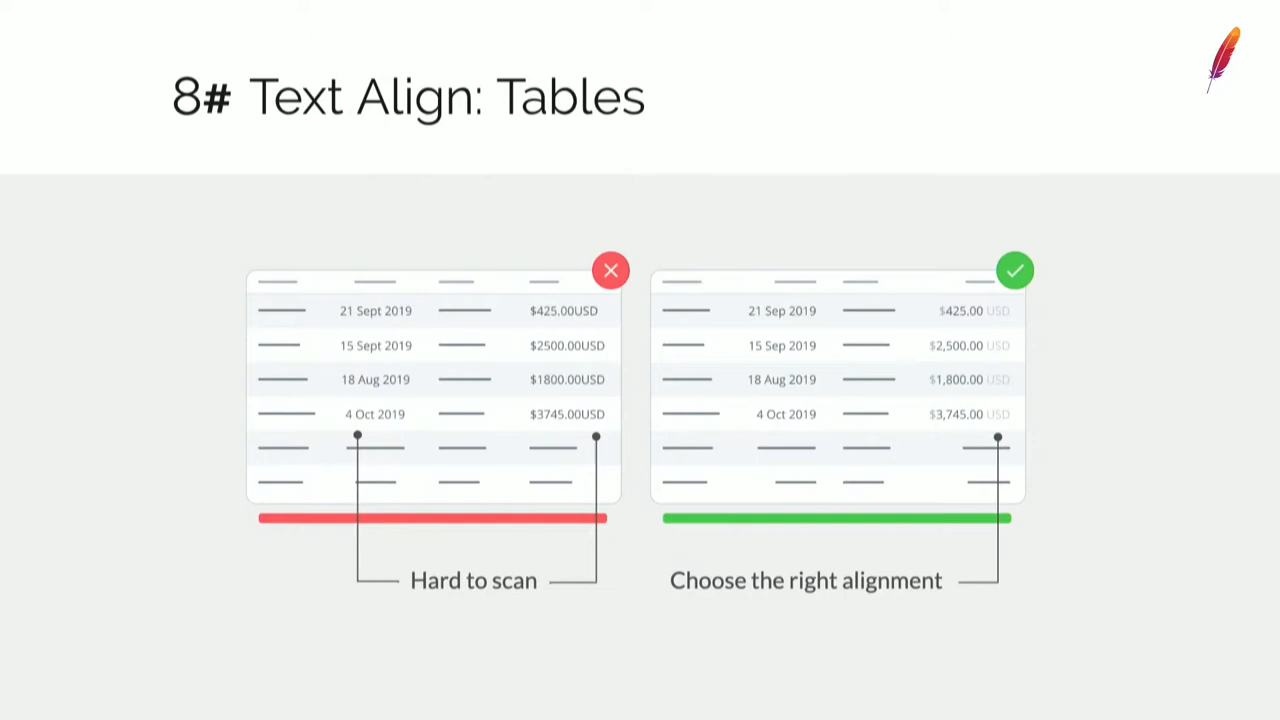 8# Text Align: Tables
21 Sept 2019 $425.00USD
15 Sept 2019 $2500.00USD
18 Aug 2019 $1800.00USD
4 Oct 2019 $3745.00USD
Hard to scan
21 Sep 2019 $425.00 USD
15 Sep 2019 $2,500.00 USD
18 Aug 2019 $1,800.00 USD
4 Oct 2019 $3,745.00 USD
Choose the right alignment